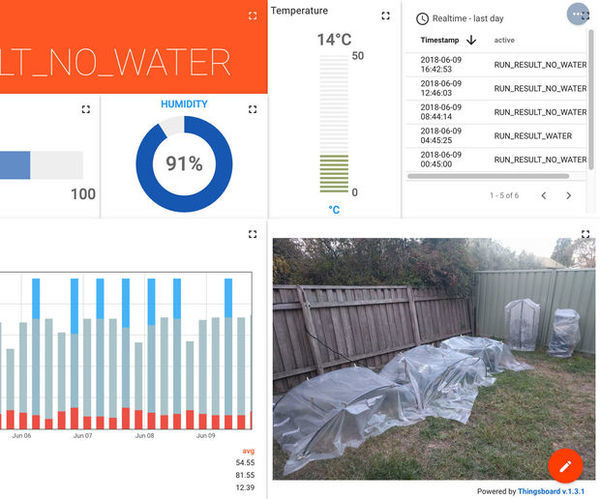 LT_NO_WATER
100
HUMIDITY
91%
Temperature
14°C
50
0
°C
Realtime - last day
Timestamp
active
2018-06-09
16:42:53
RUN_RESULT_NO_WATER
2018-06-09
12:46:03
RUN_RESULT_NO_WATER
2018-06-09
08:44:14
RUN_RESULT_NO_WATER
2018-06-09
04:45:25
RUN_RESULT_WATER
2018-06-09
00:45:00
RUN_RESULT_NO_WATER
1 - 5 of 6
Jun 06
Jun 07
Jun 08
Jun 09
avg
54.55
81.55
12.39
Powered by Thingsboard v.1.3.1